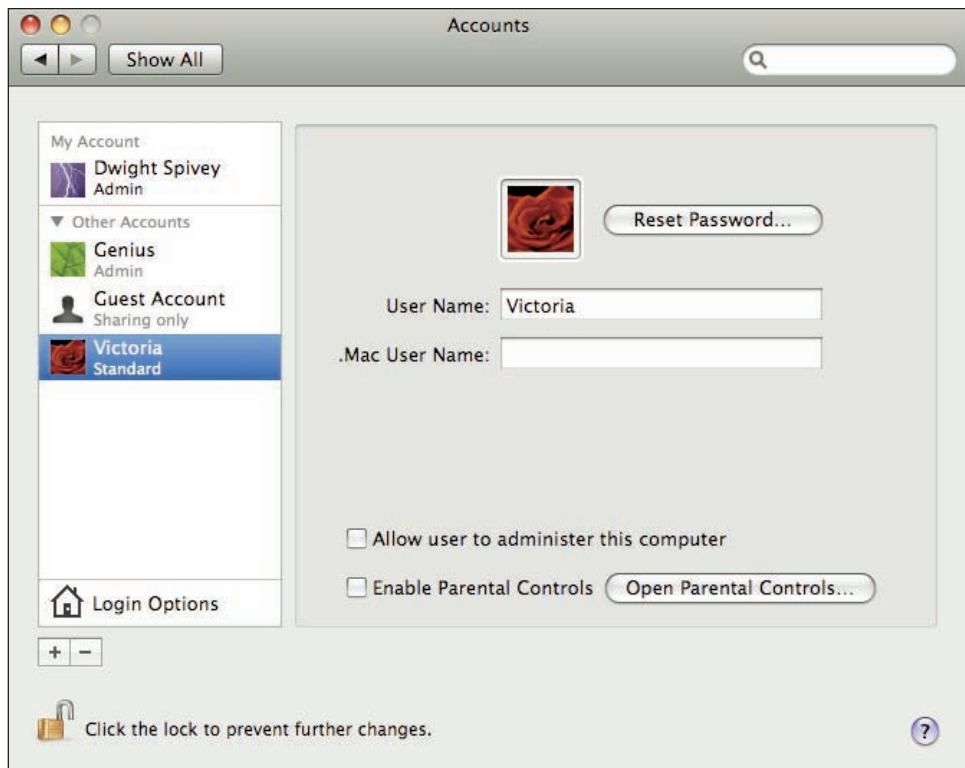 Accounts
Show All
My Account
Dwight Spivey
Admin
Other Accounts
Genius
Admin
Guest Account
Sharing only
Victoria
Standard
Login Options
Reset Password...
User Name: Victoria
.Mac User Name:
Allow user to administer this computer
Enable Parental Controls Open Parental Controls...
+ −
Click the lock to prevent further changes.
?